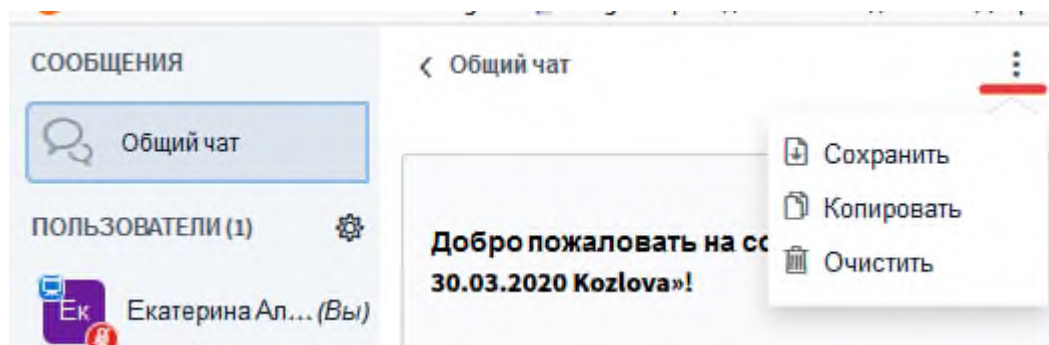 СООБЩЕНИЯ
Общий чат
ПОЛЬЗОВАТЕЛИ (1)
Ек
Екатерина Ал... (Вы)
Общий чат
Сохранить
Копировать
Очистить
Добро пожаловать на
30.03.2020 Kozlova»!